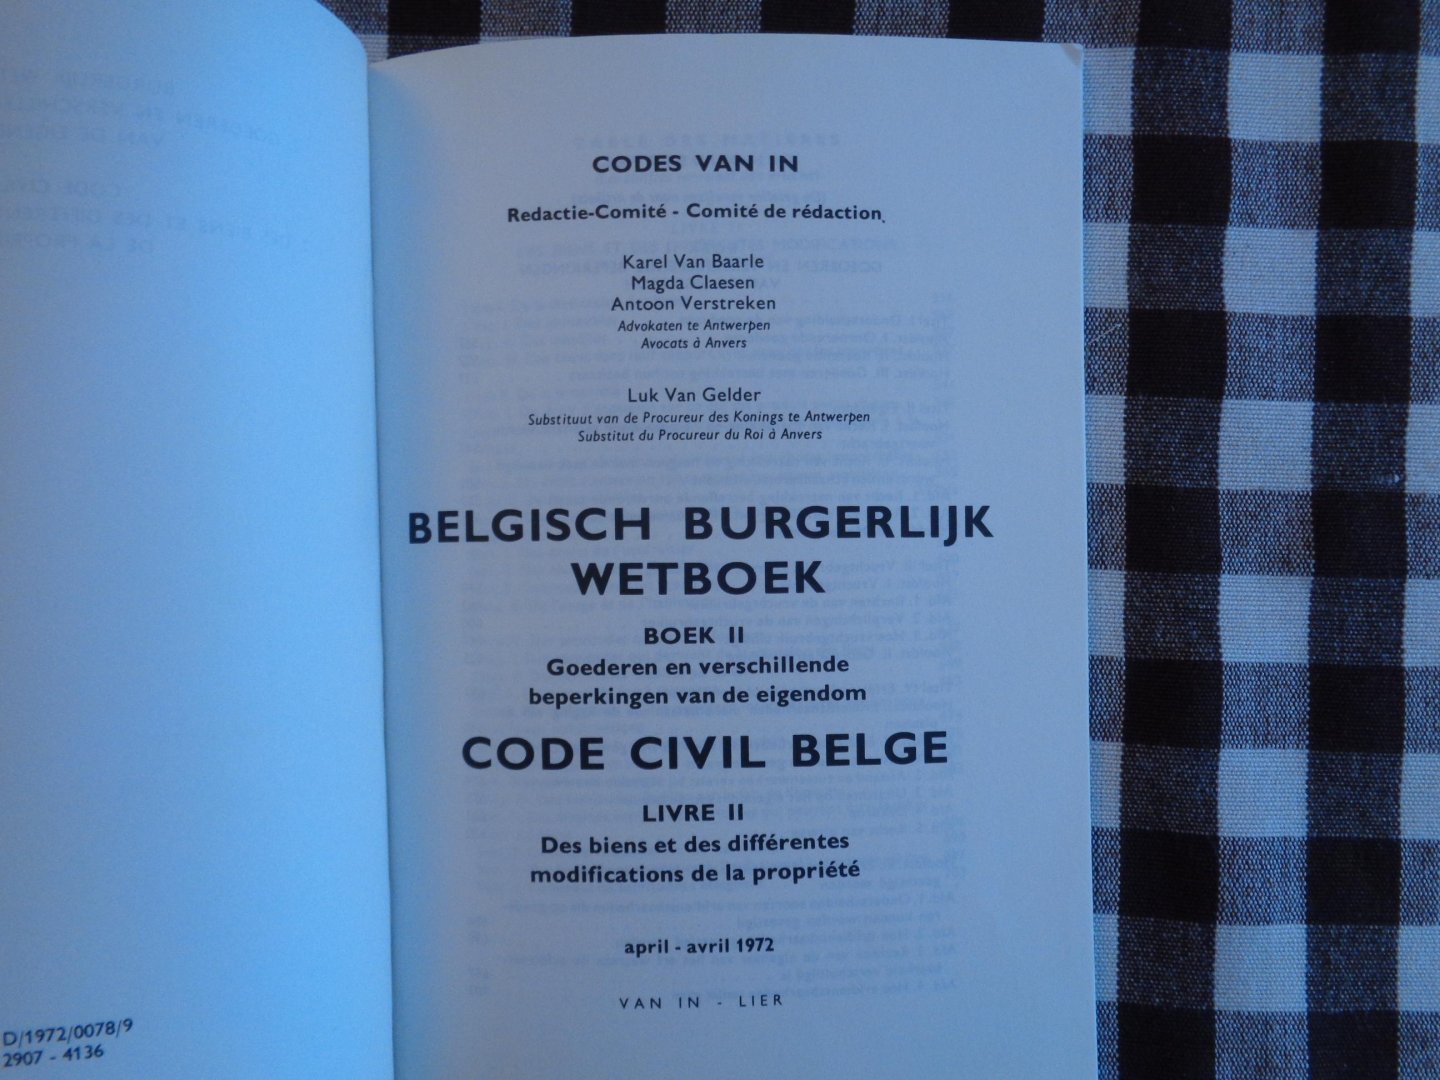 D/1972/0078/9
2907 - 4136
CODES VAN IN
Redactie-Comité - Comité de rédaction.
Karel Van Baarle
Magda Claesen
Antoon Verstreken
Advokaten te Antwerpen
Avocats à Anvers
Luk Van Gelder
Substituut van de Procureur des Konings te Antwerpen
Substitut du Procureur du Roi à Anvers
BELGISCH BURGERLIJK
WETBOEK
BOEK II
Goederen en verschillende
beperkingen van de eigendom
CODE CIVIL BELGE
LIVRE II
Des biens et des différentes
modifications de la propriété
april - avril 1972
VAN IN - LIER